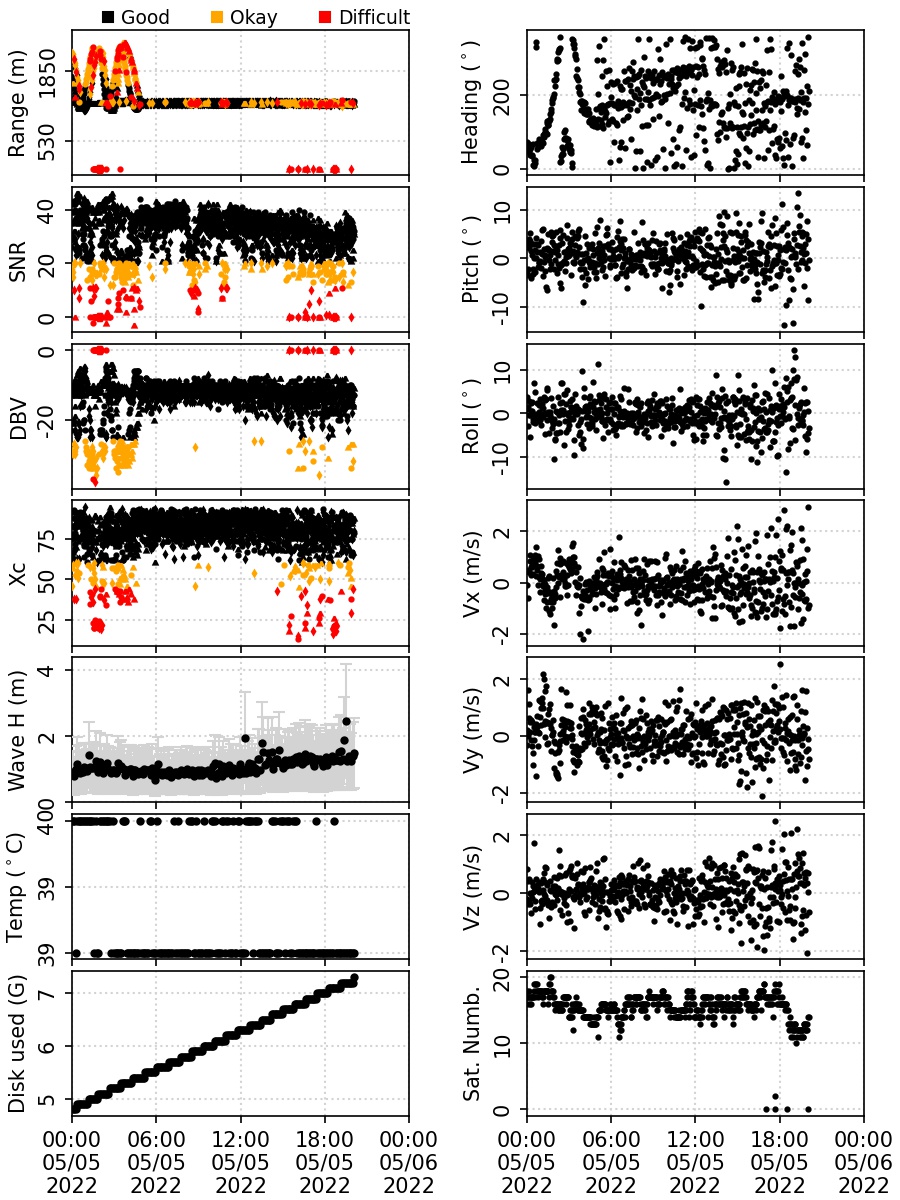 Good Okay Difficult
Range (m)
1850
530
Heading (°)
200
0
SNR
40
20
0
Pitch (°)
10
0
-10
DBV
0
-20
Roll (°)
10
0
-10
Xc
75
50
25
Vx (m/s)
2
0
-2
Wave H (m)
4
2
0
Vy (m/s)
2
0
-2
Temp (°C)
40
39
39
Vz (m/s)
2
0
-2
Disk used (G)
7
6
5
Sat. Numb.
20
10
0
00:00 06:00 12:00 18:00 00:00
05/05 05/05 05/05 05/05 05/06
2022 2022 2022 2022 2022
00:00 06:00 12:00 18:00 00:00
05/05 05/05 05/05 05/05 05/06
2022 2022 2022 2022 2022